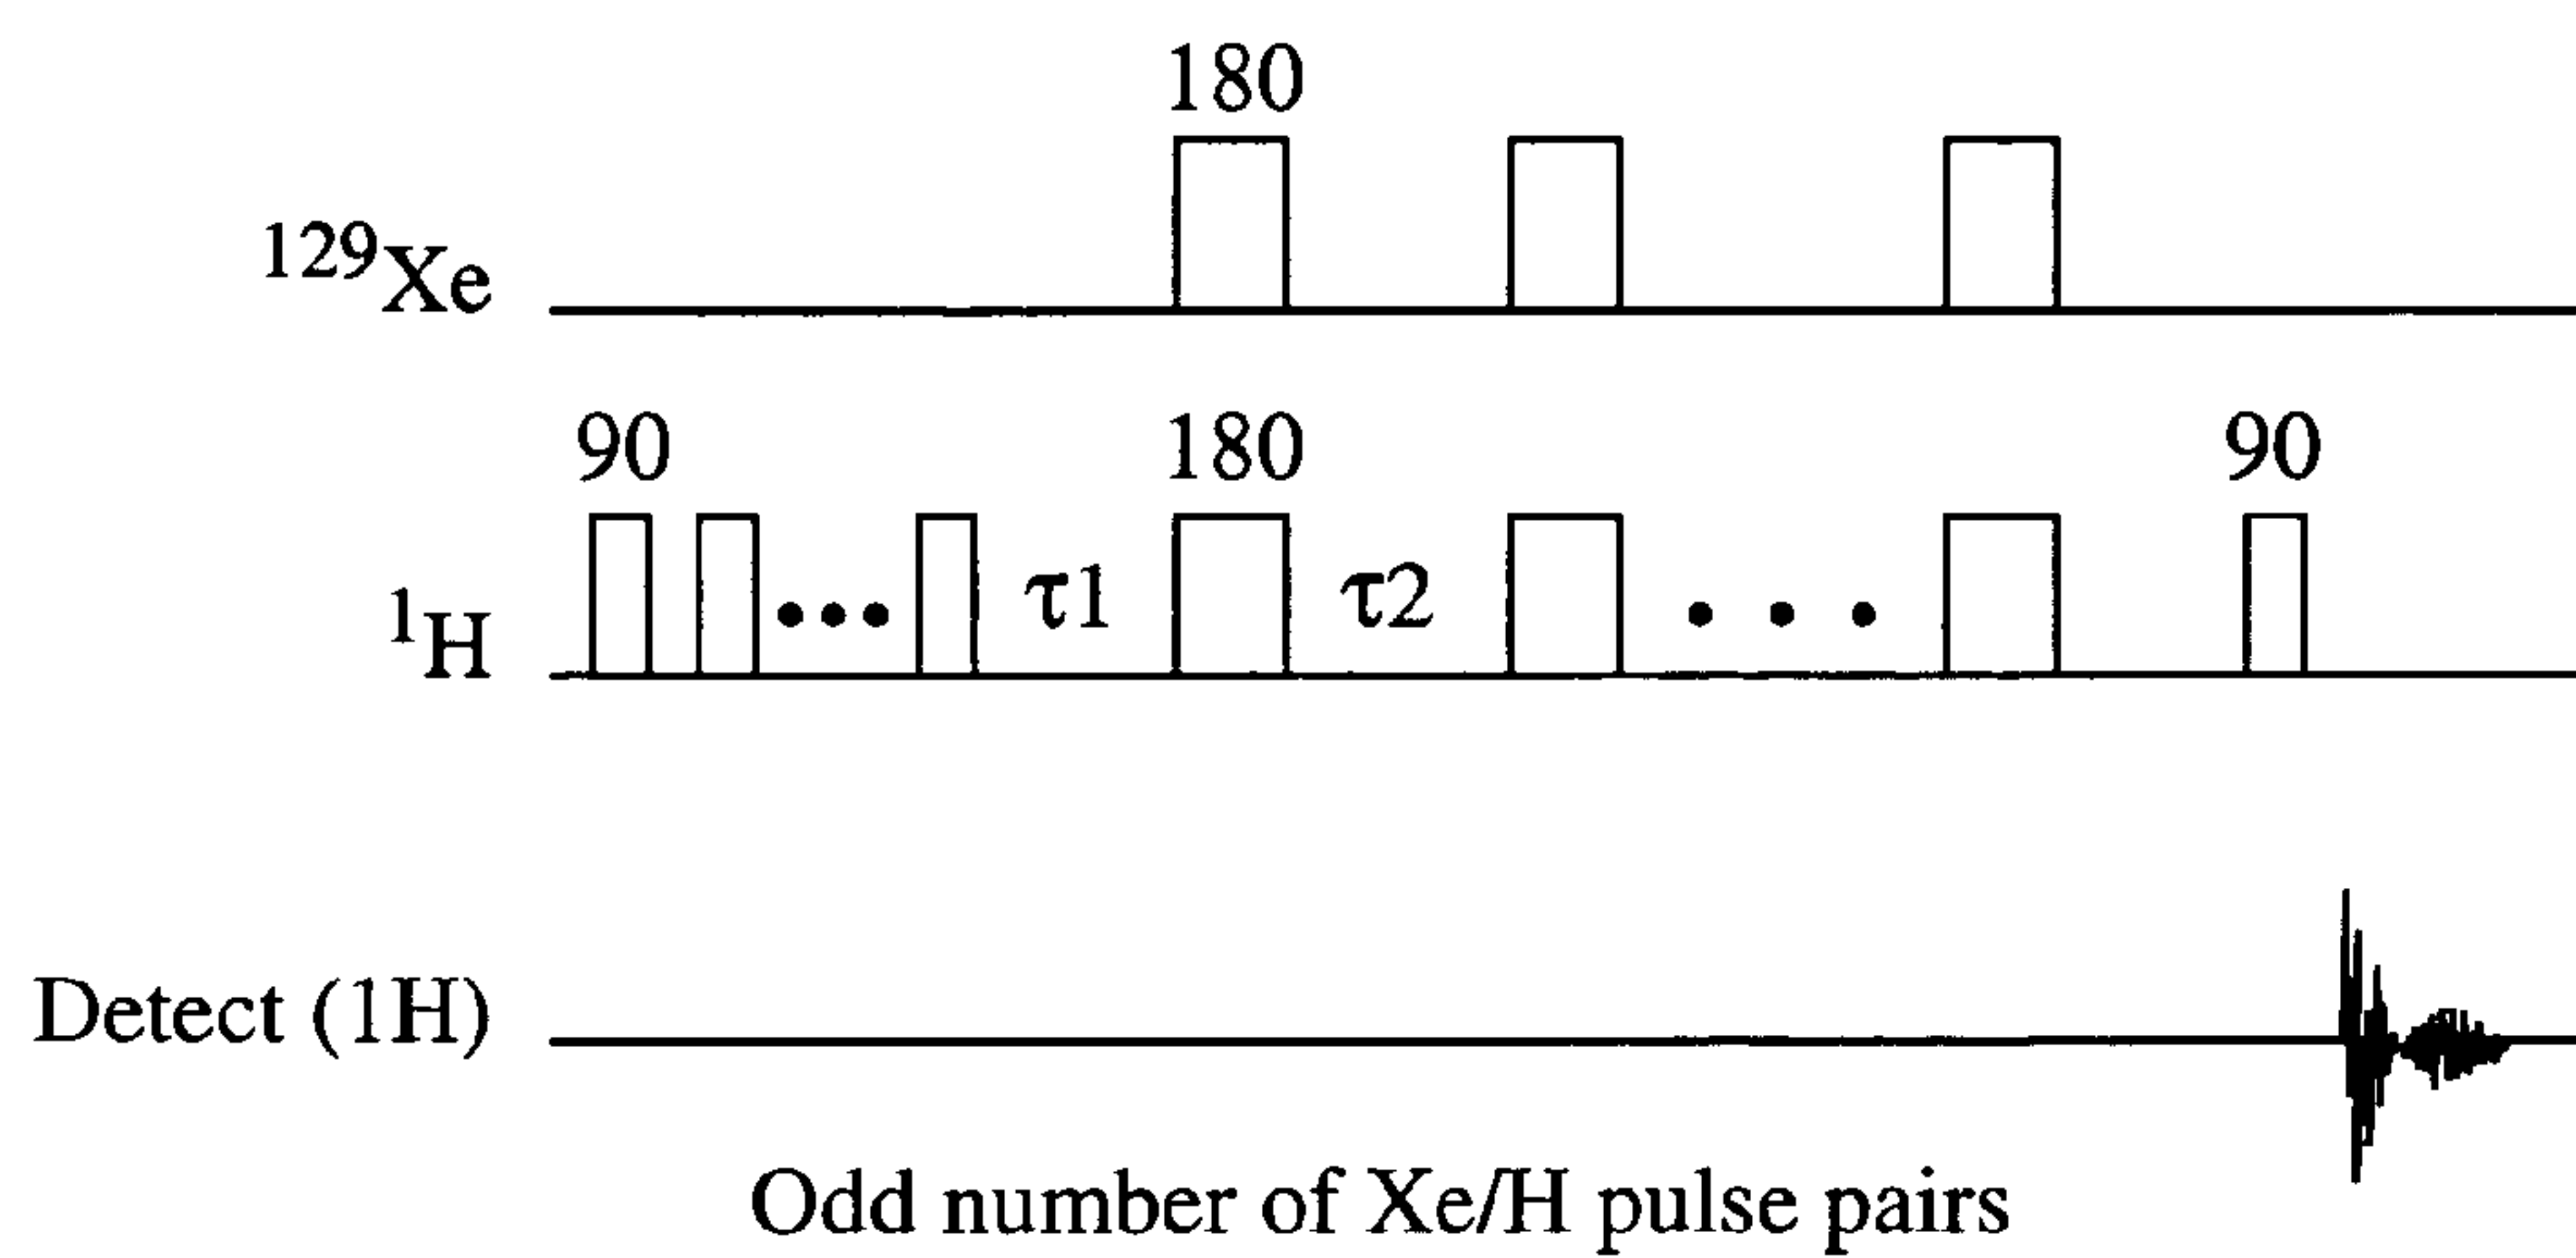 180
¹²⁹Xe
90 180 90
¹H τ1 τ2
Detect (1H)
Odd number of Xe/H pulse pairs